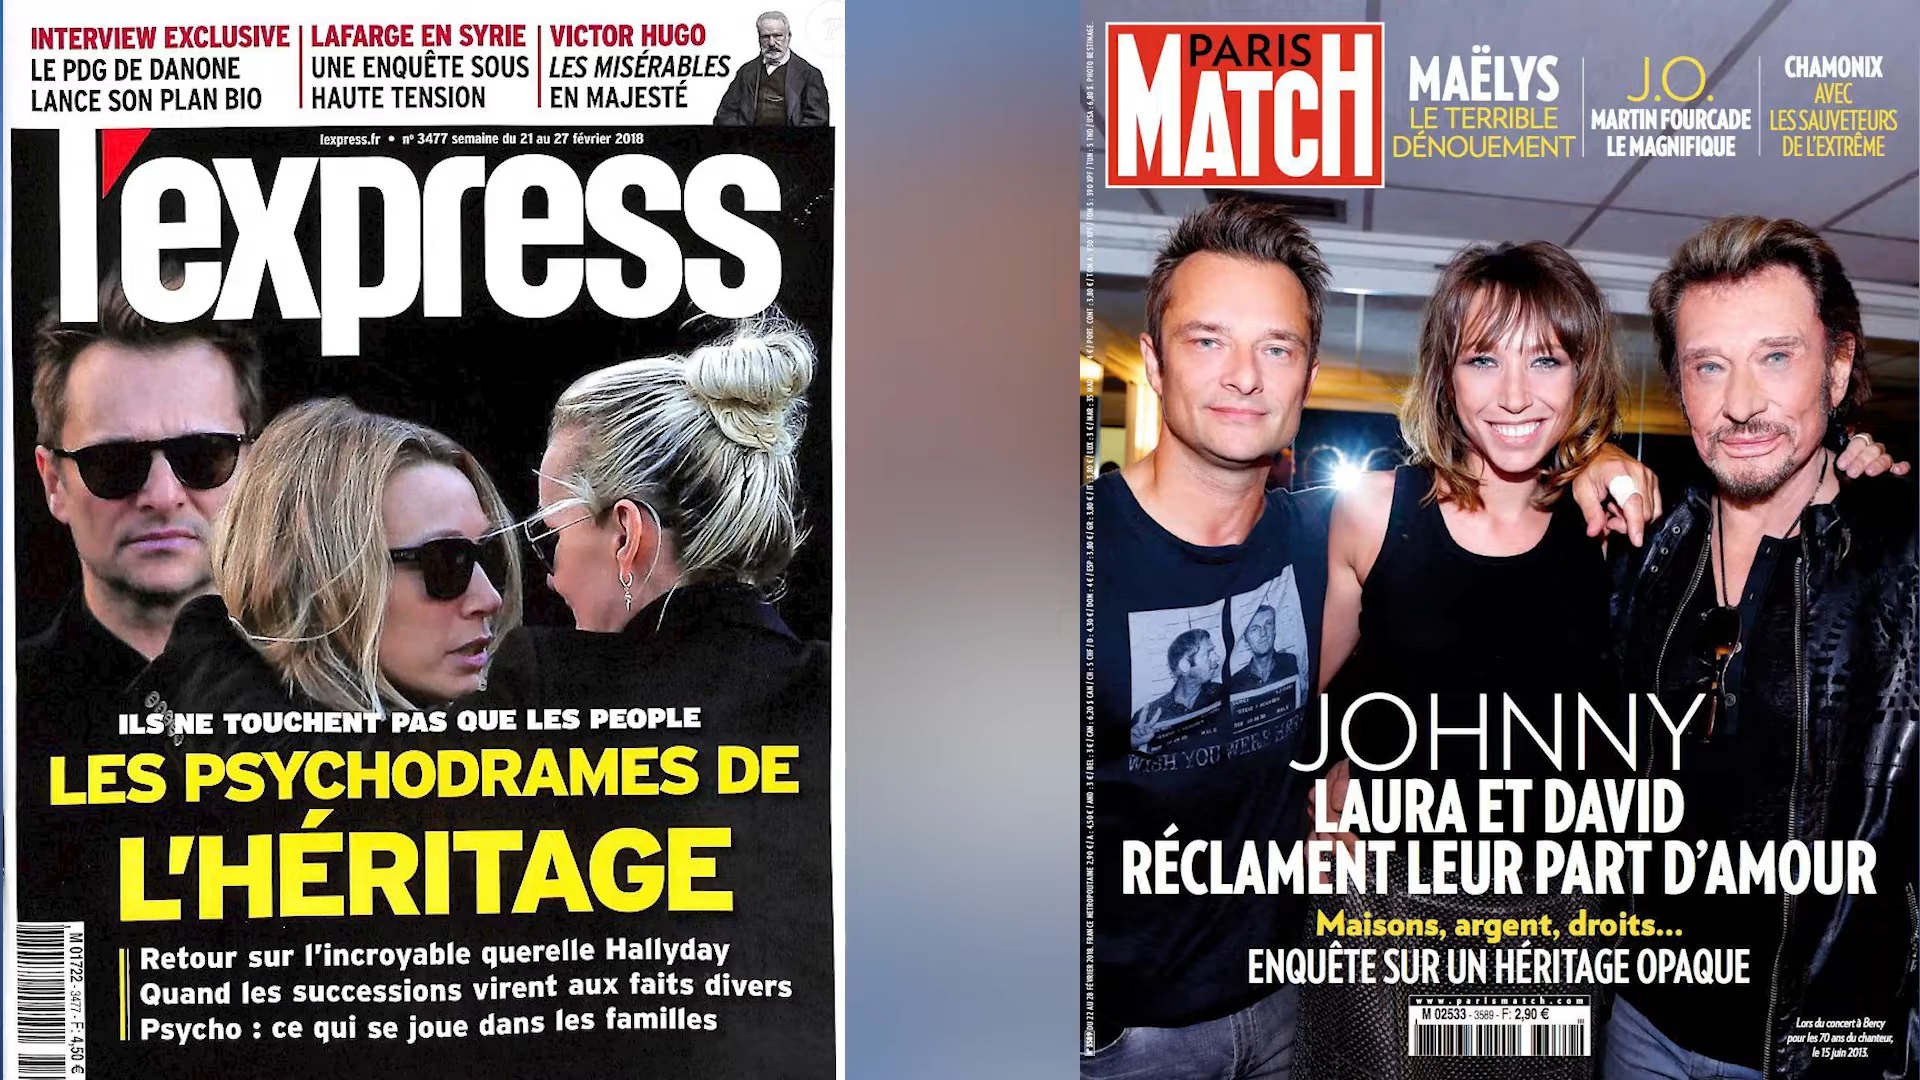 INTERVIEW EXCLUSIVE
LE PDG DE DANONE
LANCE SON PLAN BIO
LAFARGE EN SYRIE
UNE ENQUÊTE SOUS
HAUTE TENSION
VICTOR HUGO
LES MISÉRABLES
EN MAJESTÉ
lexpress.fr • n° 3477 semaine du 21 au 27 février 2018
l'express
ILS NE TOUCHENT PAS QUE LES PEOPLE
LES PSYCHODRAMES DE
L'HÉRITAGE
Retour sur l'incroyable querelle Hallyday
Quand les successions virent aux faits divers
Psycho : ce qui se joue dans les familles
M 01722 - 3477 - F: 4,50 €
PARIS
MATCH
MAËLYS
LE TERRIBLE
DÉNOUEMENT
J.O.
MARTIN FOURCADE
LE MAGNIFIQUE
CHAMONIX
AVEC
LES SAUVETEURS
DE L'EXTRÊME
WISH YOU WERE
JOHNNY
LAURA ET DAVID
RÉCLAMENT LEUR PART D'AMOUR
Maisons, argent, droits...
ENQUÊTE SUR UN HÉRITAGE OPAQUE
www.parismatch.com
M 02533 - 3589 - F: 2,90 €
Lors du concert à Bercy
pour les 70 ans du chanteur,
le 15 juin 2013.